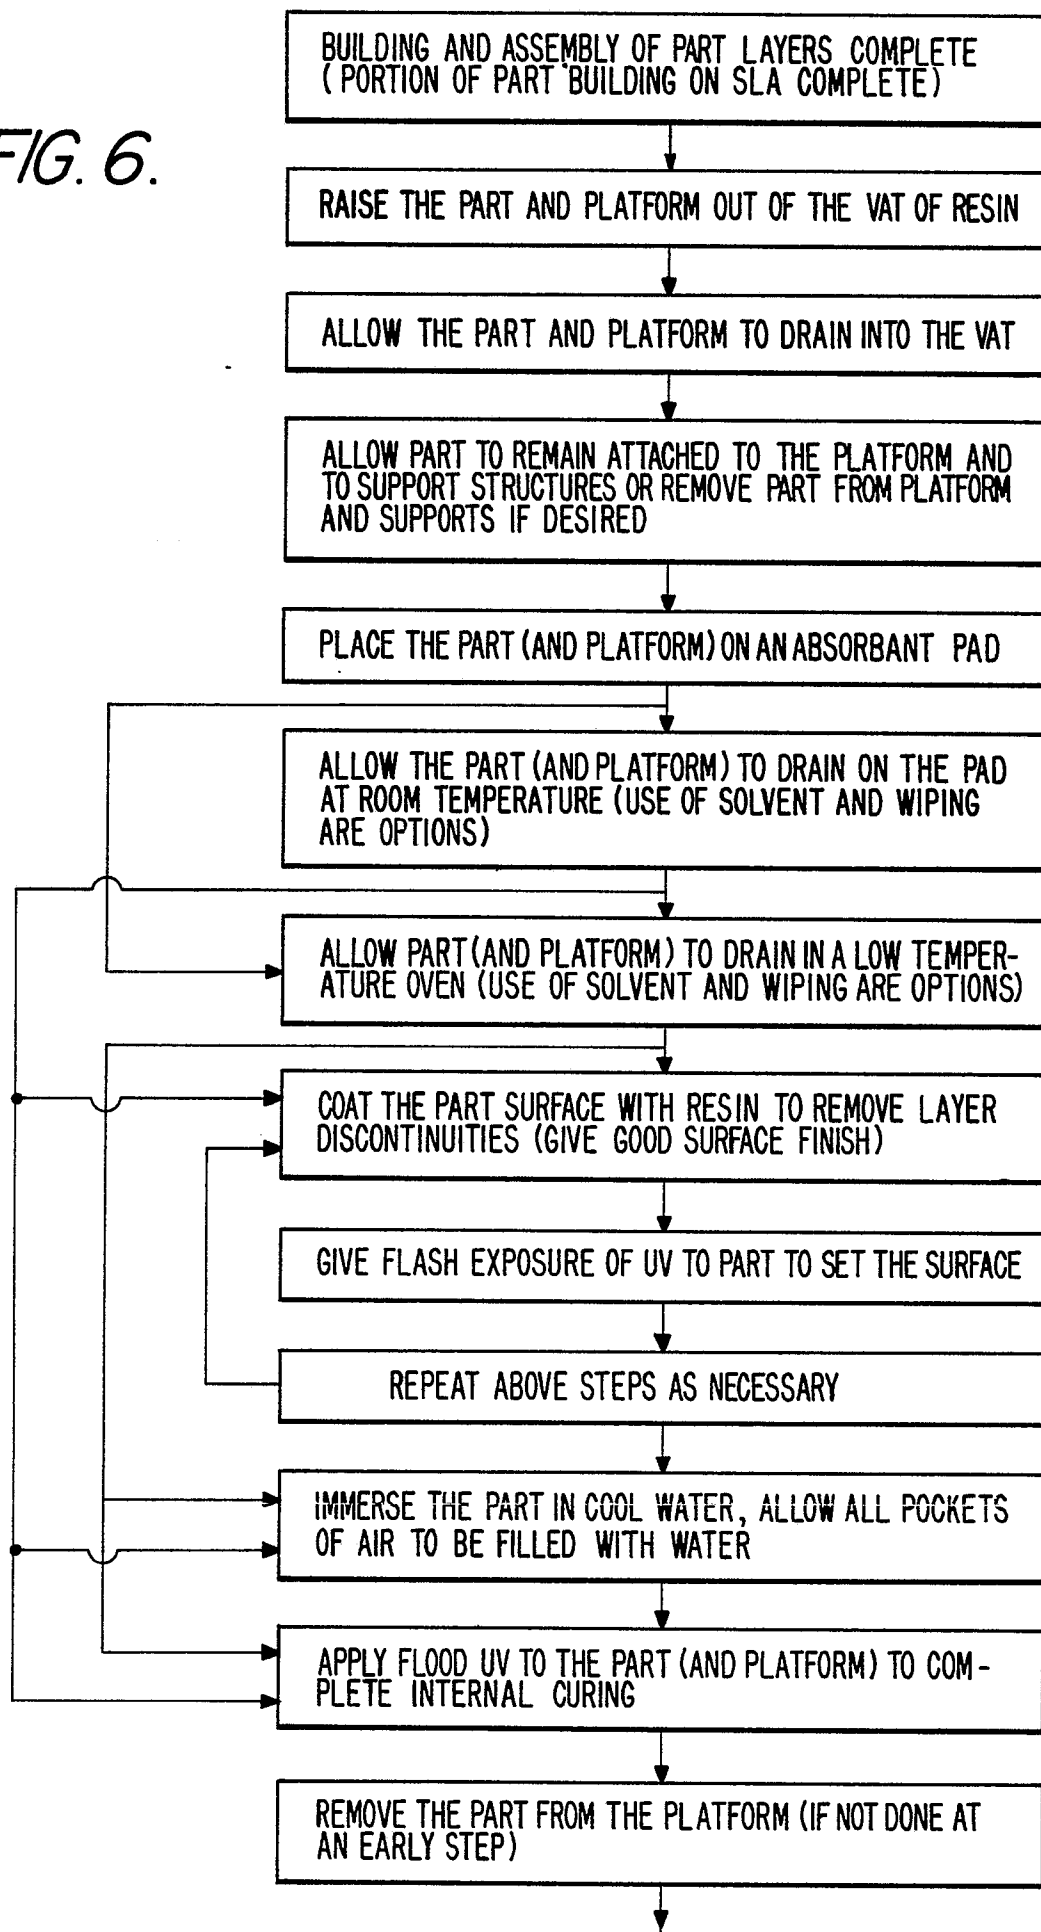 FIG. 6.
BUILDING AND ASSEMBLY OF PART LAYERS COMPLETE
(PORTION OF PART BUILDING ON SLA COMPLETE)
RAISE THE PART AND PLATFORM OUT OF THE VAT OF RESIN
ALLOW THE PART AND PLATFORM TO DRAIN INTO THE VAT
ALLOW PART TO REMAIN ATTACHED TO THE PLATFORM AND
TO SUPPORT STRUCTURES OR REMOVE PART FROM PLATFORM
AND SUPPORTS IF DESIRED
PLACE THE PART (AND PLATFORM) ON AN ABSORBANT PAD
ALLOW THE PART (AND PLATFORM) TO DRAIN ON THE PAD
AT ROOM TEMPERATURE (USE OF SOLVENT AND WIPING
ARE OPTIONS)
ALLOW PART (AND PLATFORM) TO DRAIN IN A LOW TEMPER-
ATURE OVEN (USE OF SOLVENT AND WIPING ARE OPTIONS)
COAT THE PART SURFACE WITH RESIN TO REMOVE LAYER
DISCONTINUITIES (GIVE GOOD SURFACE FINISH)
GIVE FLASH EXPOSURE OF UV TO PART TO SET THE SURFACE
REPEAT ABOVE STEPS AS NECESSARY
IMMERSE THE PART IN COOL WATER, ALLOW ALL POCKETS
OF AIR TO BE FILLED WITH WATER
APPLY FLOOD UV TO THE PART (AND PLATFORM) TO COM-
PLETE INTERNAL CURING
REMOVE THE PART FROM THE PLATFORM (IF NOT DONE AT
AN EARLY STEP)